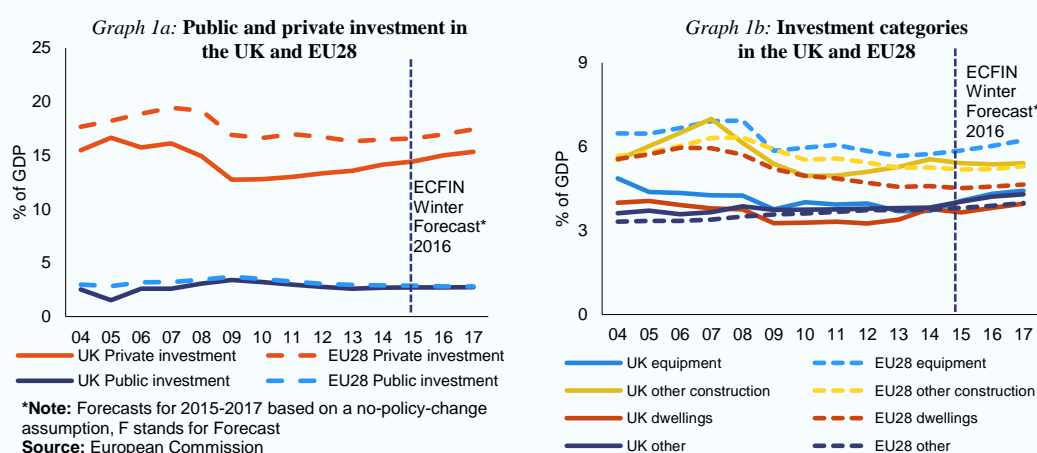 Graph 1a: Public and private investment in
the UK and EU28
25
20
15
10
5
0
% of GDP
ECFIN
Winter
Forecast*
2016
04 05 06 07 08 09 10 11 12 13 14 15 16 17
UK Private investment EU28 Private investment
UK Public investment EU28 Public investment
*Note: Forecasts for 2015-2017 based on a no-policy-change
assumption, F stands for Forecast
Source: European Commission
Graph 1b: Investment categories
in the UK and EU28
9
6
3
0
% of GDP
ECFIN
Winter
Forecast*
2016
04 05 06 07 08 09 10 11 12 13 14 15 16 17
UK equipment EU28 equipment
UK other construction EU28 other construction
UK dwellings EU28 dwellings
UK other EU28 other